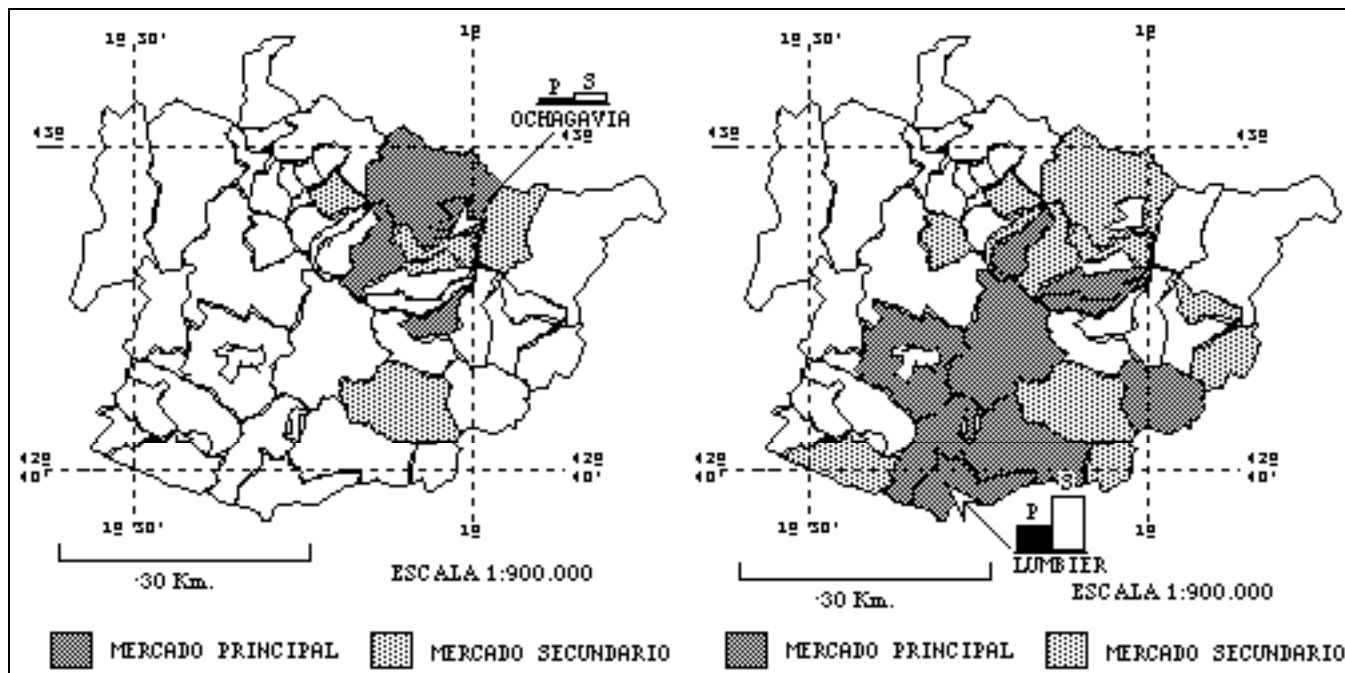 1º 30'
1º
P S
OCHAGAVIA
43º
43º
42º
40'
42º
40'
1º 30'
1º
30 Km.
ESCALA 1:900.000
MERCADO PRINCIPAL
MERCADO SECUNDARIO
1º 30'
1º
43º
43º
42º
40'
42º
40'
S
P
LUMBIER
1º 30'
1º
30 Km.
ESCALA 1:900.000
MERCADO PRINCIPAL
MERCADO SECUNDARIO